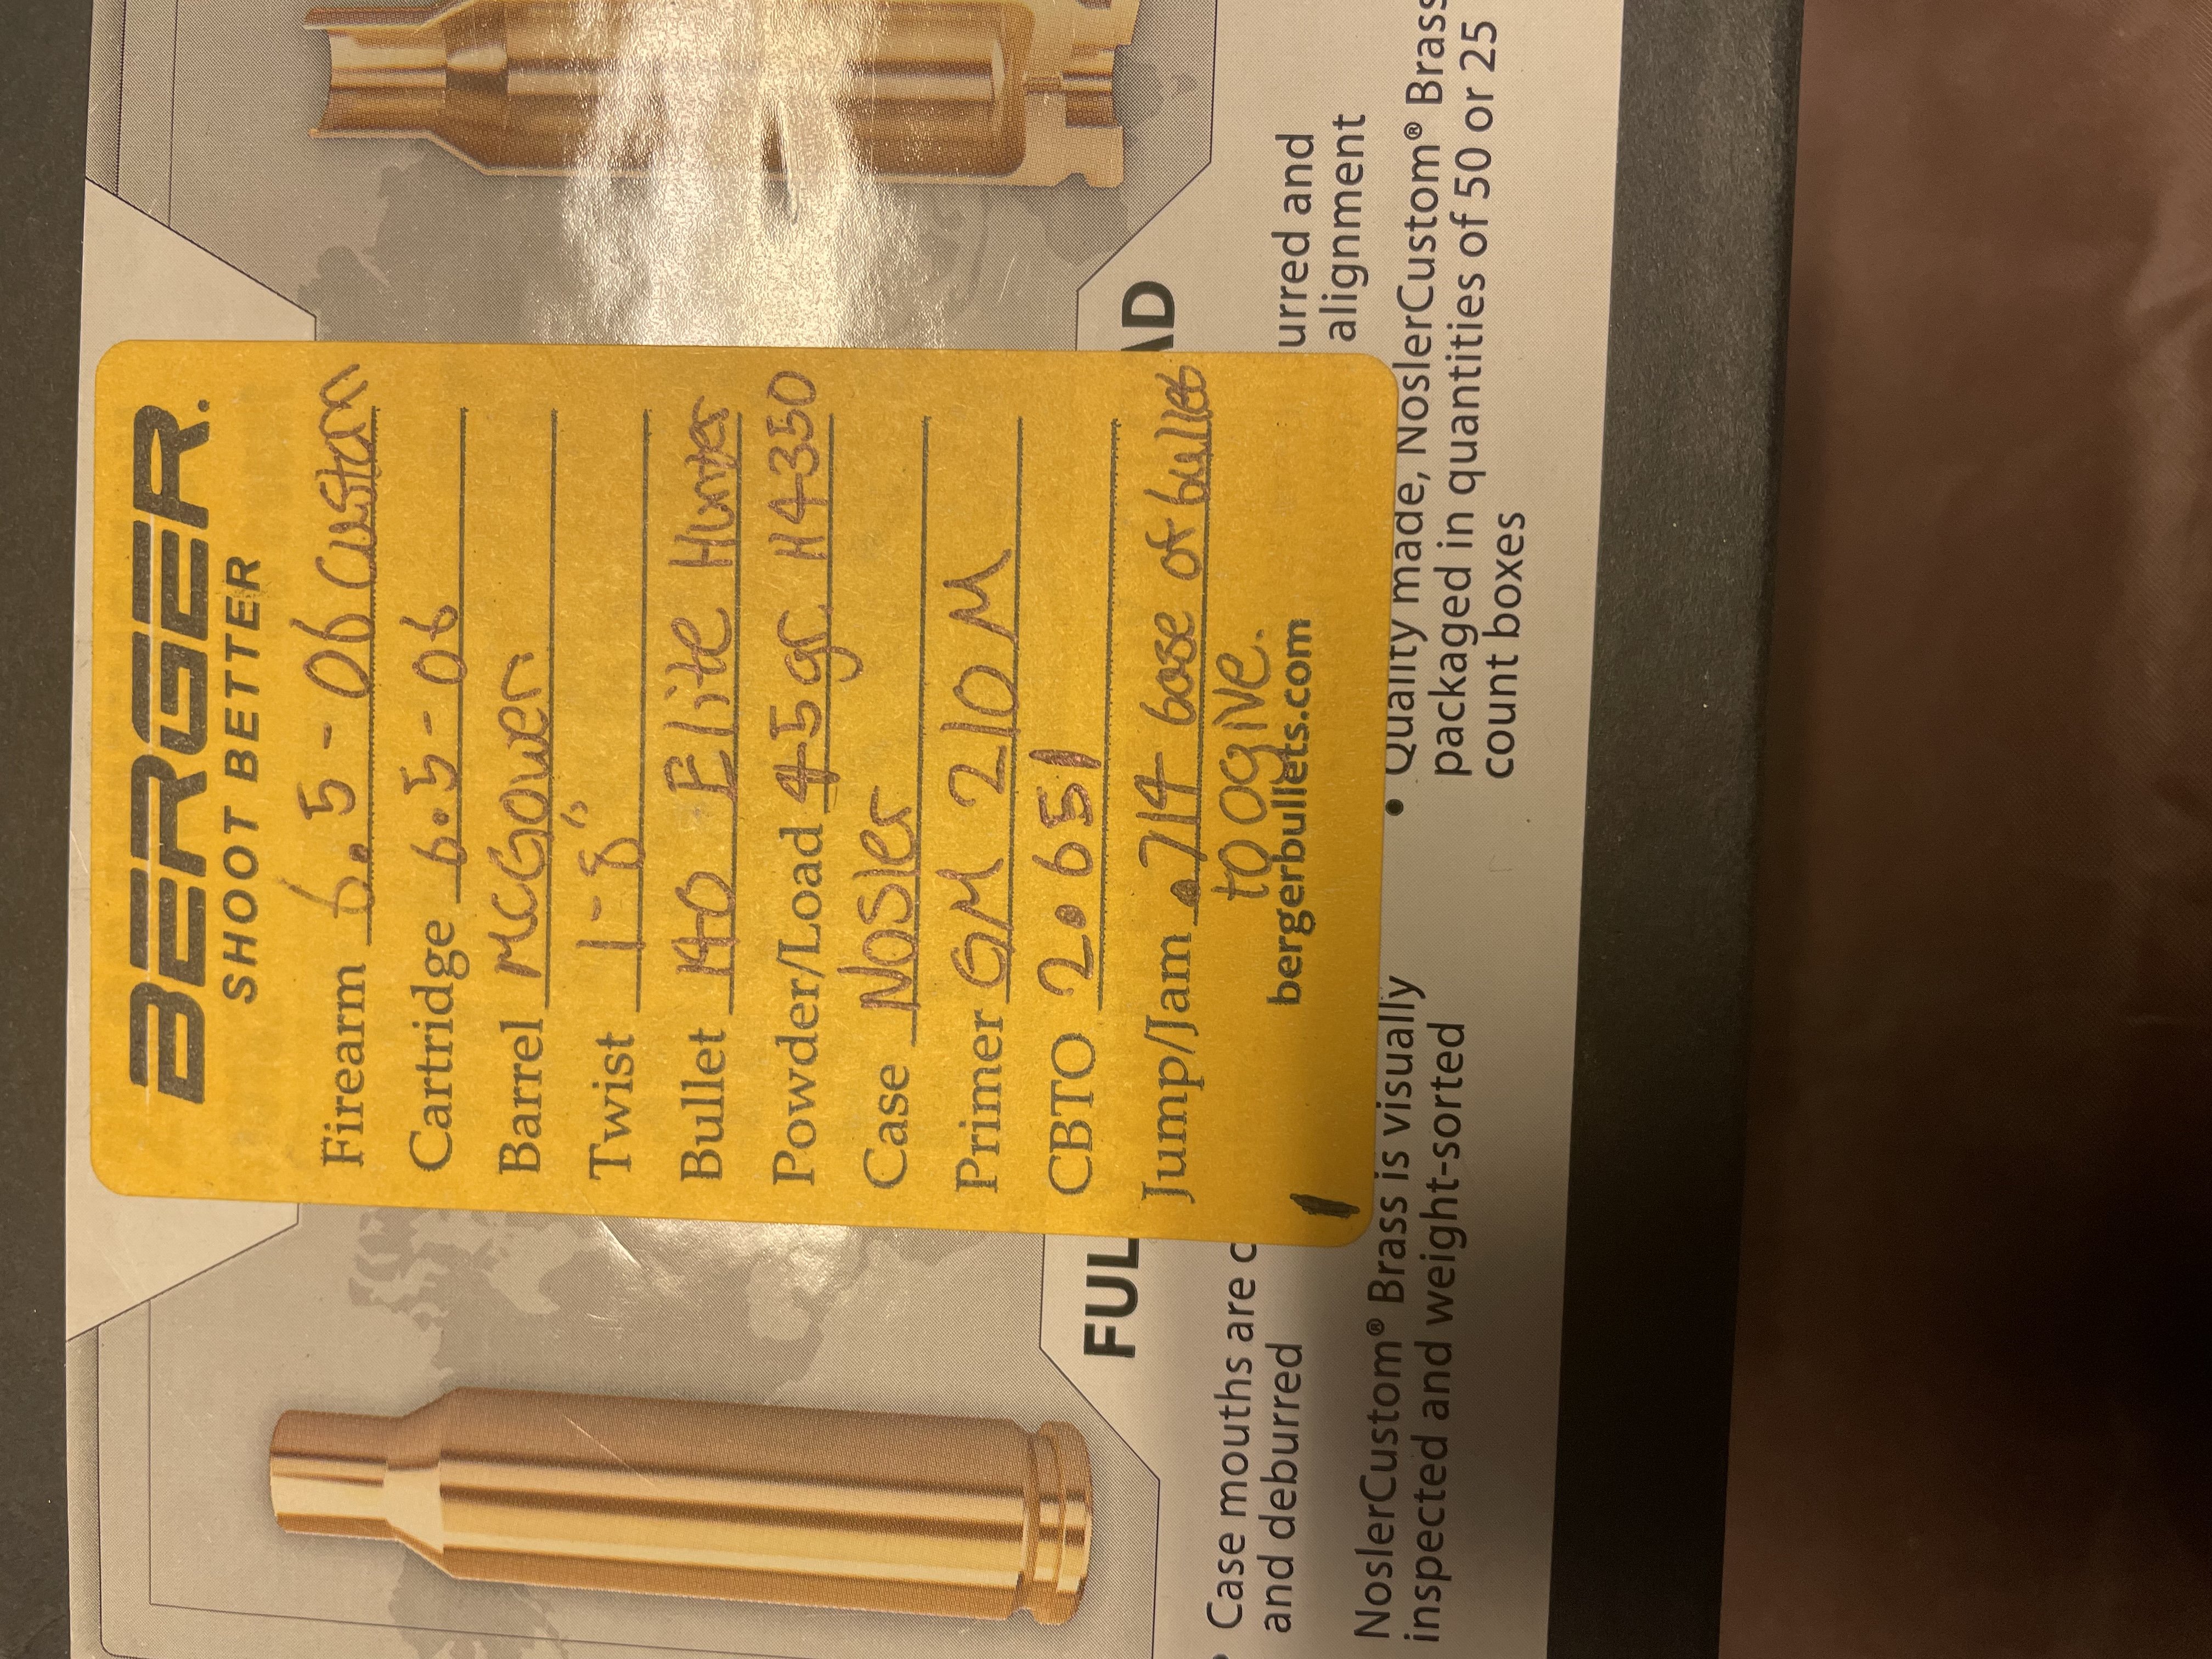 BERGER.
SHOOT BETTER
Firearm 6.5-06 Custom
Cartridge 6.5-06
Barrel McGowen
Twist 1-8"
Bullet 140 Elite Hunter
Powder/Load 45gr. H4350
Case Nosler
Primer GM 210 M
CBTO 2.651
Jump/Jam .714 base of bullet
to ogive.
bergerbullets.com
FUL
AD
• Case mouths are c
and deburred
NoslerCustom® Brass is visually
inspected and weight-sorted
urred and
alignment
• Quality made, NoslerCustom® Brass
packaged in quantities of 50 or 25
count boxes